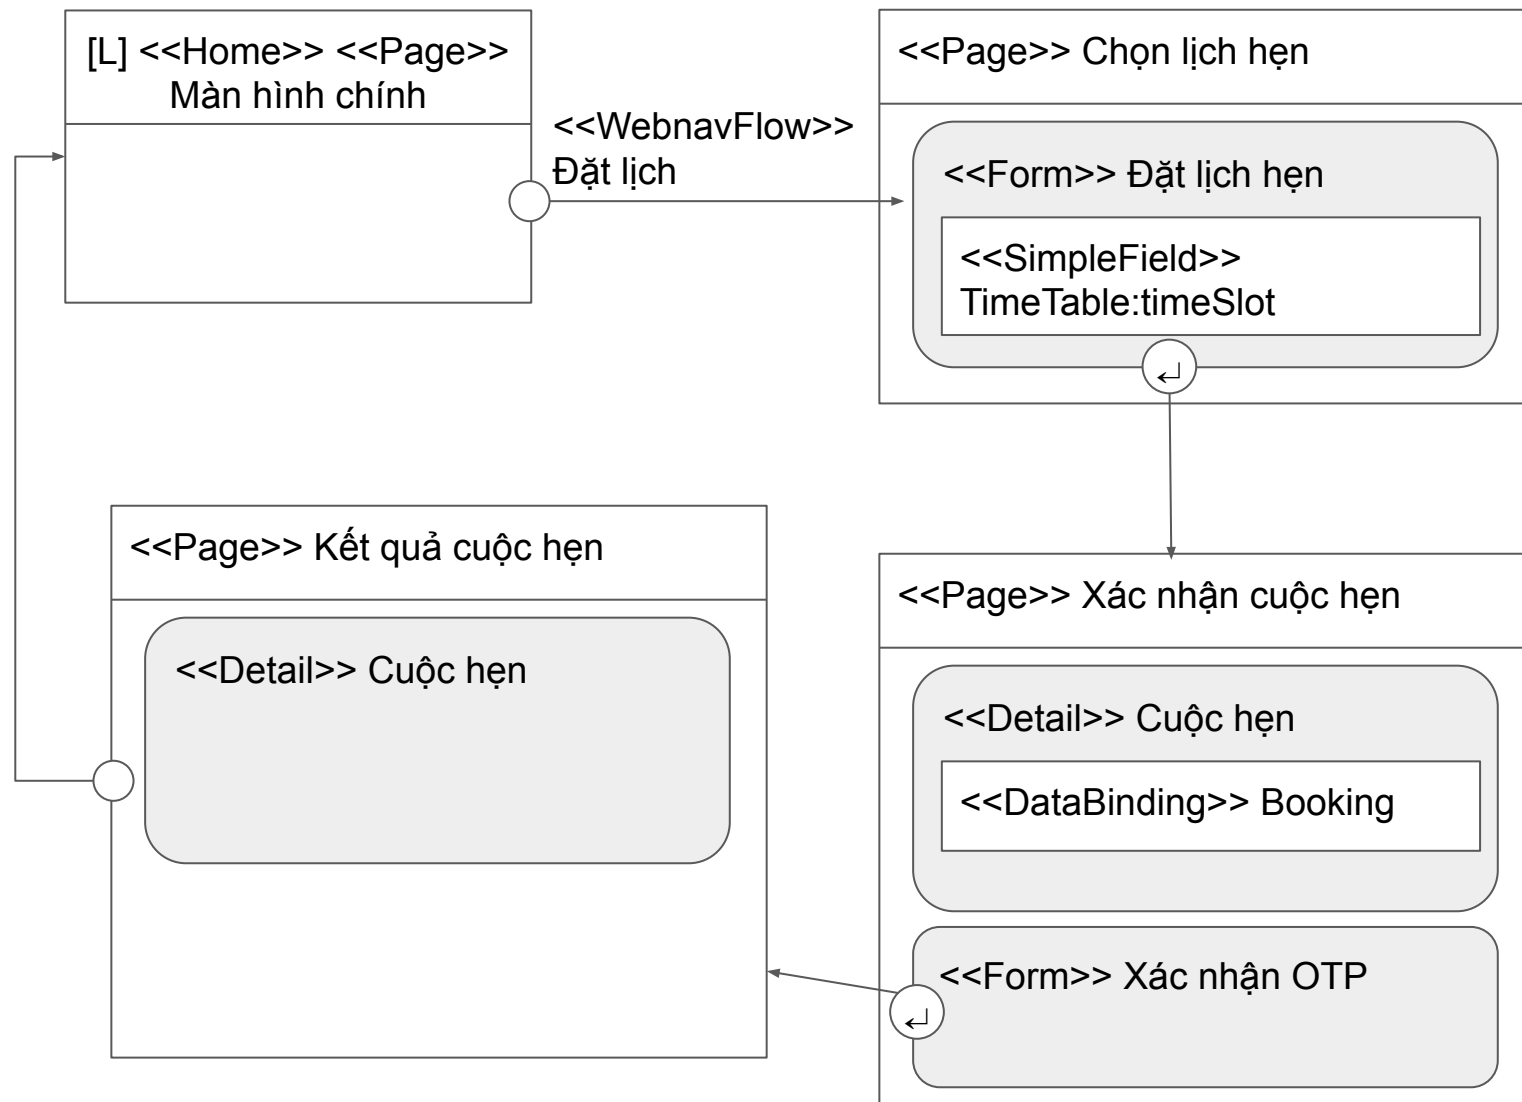 [L] <<Home>> <<Page>>
Màn hình chính
<<WebnavFlow>>
Đặt lịch
<<Page>> Chọn lịch hẹn
<<Form>> Đặt lịch hẹn
<<SimpleField>>
TimeTable:timeSlot
↵
<<Page>> Kết quả cuộc hẹn
<<Detail>> Cuộc hẹn
<<Page>> Xác nhận cuộc hẹn
<<Detail>> Cuộc hẹn
<<DataBinding>> Booking
<<Form>> Xác nhận OTP
↵